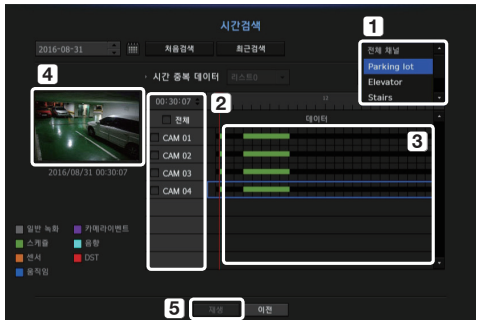 시간검색
1
2016-08-31 처음검색 최근검색 전체 채널
Parking lot
Elevator
Stairs
4
시간 중복 데이터 리스트0
00:30:07 2 12
전체 데이터
3
CAM 01
CAM 02
CAM 03
CAM 04
2016/08/31 00:30:07
일반 녹화 카메라이벤트
스케쥴 음향
센서 DST
움직임
5 재생 이전